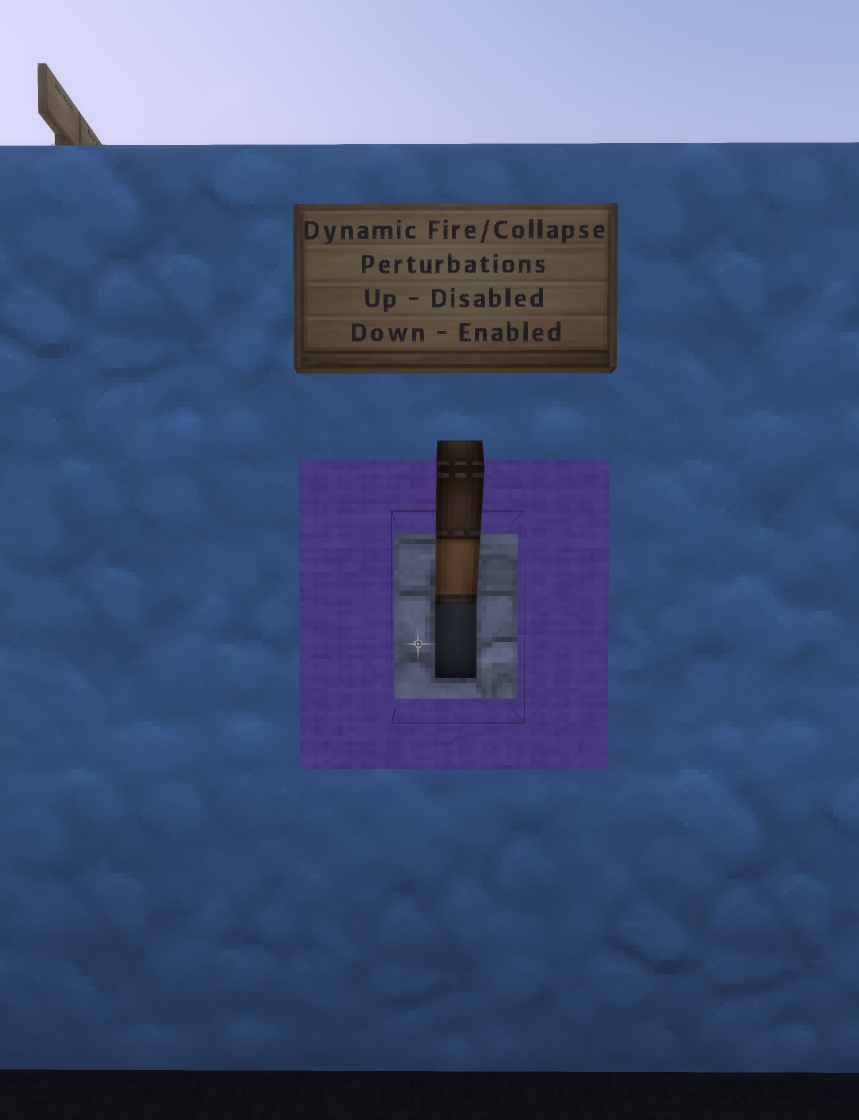 Dynamic Fire/Collapse
Perturbations
Up - Disabled
Down - Enabled